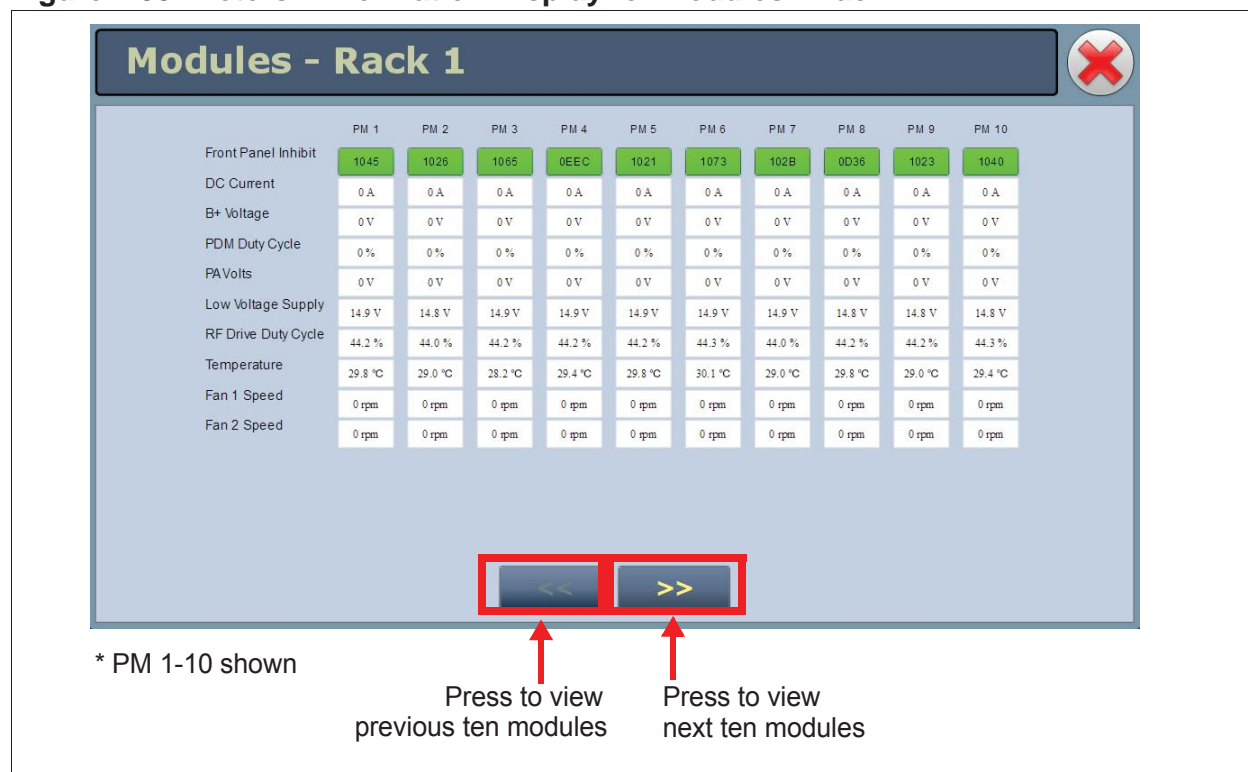 Modules - Rack 1
PM 1 PM 2 PM 3 PM 4 PM 5 PM 6 PM 7 PM 8 PM 9 PM 10
Front Panel Inhibit 1045 1026 1065 0EEC 1021 1073 102B 0D36 1023 1040
DC Current 0 A 0 A 0 A 0 A 0 A 0 A 0 A 0 A 0 A 0 A
B+ Voltage 0 V 0 V 0 V 0 V 0 V 0 V 0 V 0 V 0 V 0 V
PDM Duty Cycle 0 % 0 % 0 % 0 % 0 % 0 % 0 % 0 % 0 % 0 %
PA Volts 0 V 0 V 0 V 0 V 0 V 0 V 0 V 0 V 0 V 0 V
Low Voltage Supply 14.9 V 14.8 V 14.9 V 14.9 V 14.9 V 14.9 V 14.9 V 14.8 V 14.8 V 14.8 V
RF Drive Duty Cycle 44.2 % 44.0 % 44.2 % 44.2 % 44.2 % 44.3 % 44.0 % 44.2 % 44.2 % 44.3 %
Temperature 29.8 °C 29.0 °C 28.2 °C 29.4 °C 29.8 °C 30.1 °C 29.0 °C 29.8 °C 29.0 °C 29.4 °C
Fan 1 Speed 0 rpm 0 rpm 0 rpm 0 rpm 0 rpm 0 rpm 0 rpm 0 rpm 0 rpm 0 rpm
Fan 2 Speed 0 rpm 0 rpm 0 rpm 0 rpm 0 rpm 0 rpm 0 rpm 0 rpm 0 rpm 0 rpm
<< >>
* PM 1-10 shown
Press to view
previous ten modules
Press to view
next ten modules